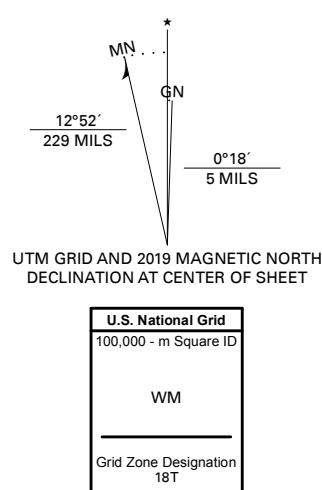 MN
GN
12°52´
229 MILS
0°18´
5 MILS
UTM GRID AND 2019 MAGNETIC NORTH
DECLINATION AT CENTER OF SHEET
U.S. National Grid
100,000 - m Square ID
WM
Grid Zone Designation
18T